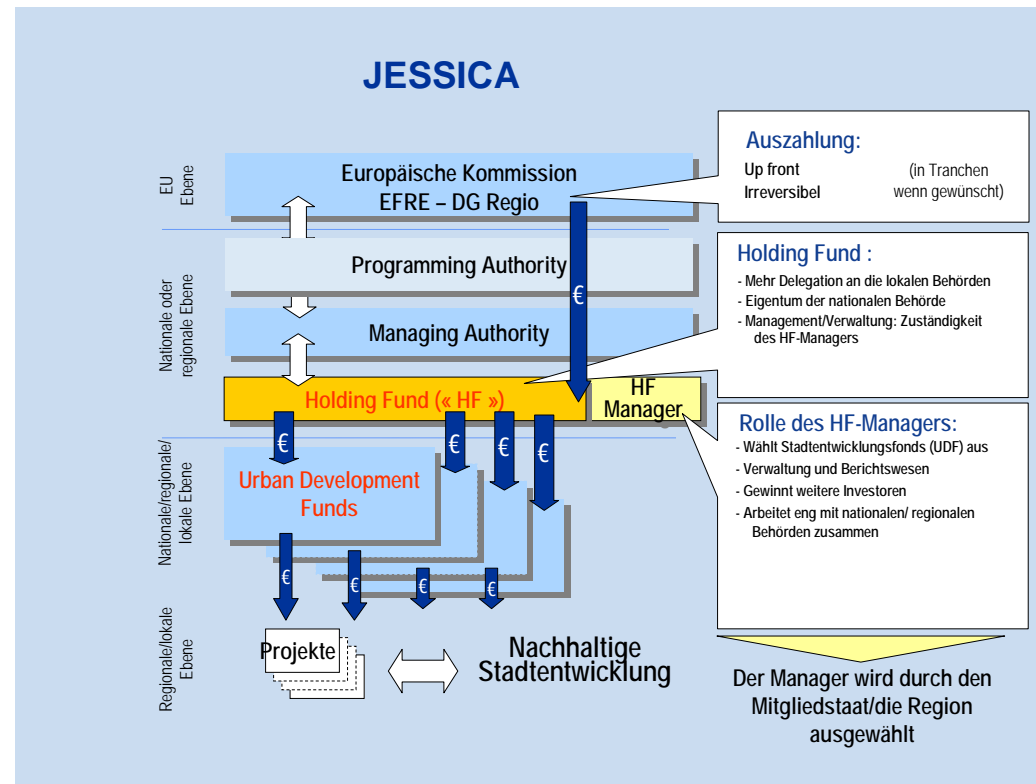 JESSICA
EU
Ebene
Europäische Kommission
EFRE – DG Regio
Nationale oder
regionale Ebene
Programming Authority
€
Managing Authority
Holding Fund (« HF »)
HF
Manager
Nationale/regionale/
lokale Ebene
€
€
€
€
Urban Development
Funds
€
€
€
€
Regionale/lokale
Ebene
Projekte
Nachhaltige
Stadtentwicklung
Auszahlung:
Up front (in Tranchen
Irreversibel wenn gewünscht)
Holding Fund :
- Mehr Delegation an die lokalen Behörden
- Eigentum der nationalen Behörde
- Management/Verwaltung: Zuständigkeit
des HF-Managers
Rolle des HF-Managers:
- Wählt Stadtentwicklungsfonds (UDF) aus
- Verwaltung und Berichtswesen
- Gewinnt weitere Investoren
- Arbeitet eng mit nationalen/ regionalen
Behörden zusammen
Der Manager wird durch den
Mitgliedstaat/die Region
ausgewählt